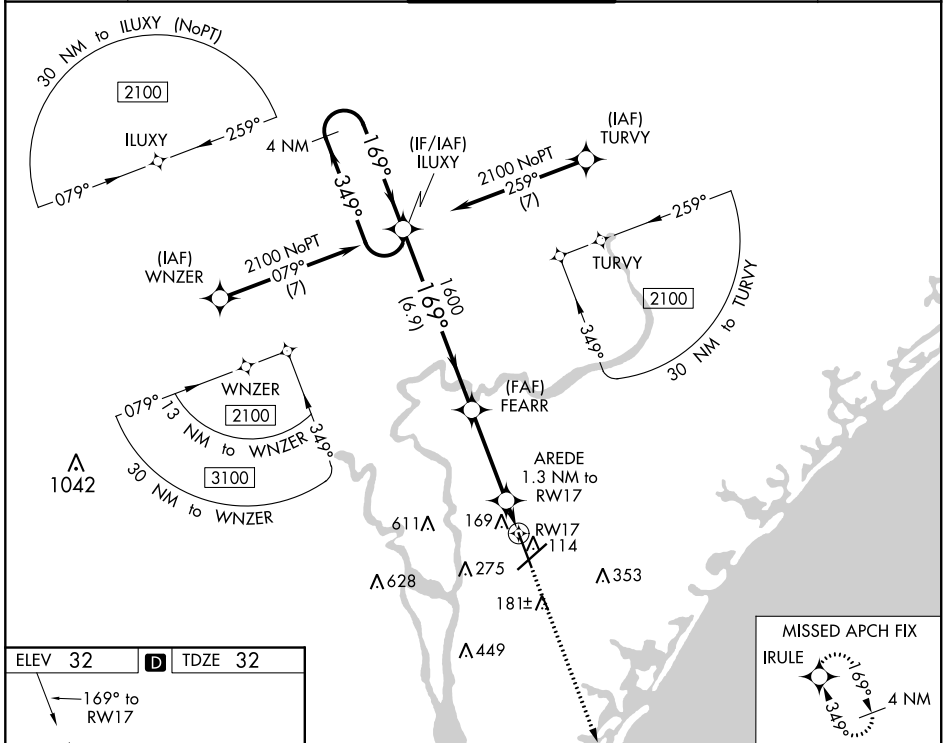 30 NM to ILUXY (NoPT)
2100
ILUXY
259°
079°
4 NM
169°
349°
(IF/IAF)
ILUXY
(IAF)
TURVY
2100 NoPT
259°
(7)
(IAF)
WNZER
2100 NoPT
079°
(7)
1600
169°
(6.9)
259°
TURVY
2100
349°
30 NM to TURVY
(FAF)
FEARR
WNZER
079°
2100
349°
13 NM to WNZER
3100
30 NM to WNZER
1042
AREDE
1.3 NM to
RW17
611
169
RW17
114
275
628
353
181±
449
ELEV 32
D
TDZE 32
169° to
RW17
MISSED APCH FIX
IRULE
169°
349°
4 NM